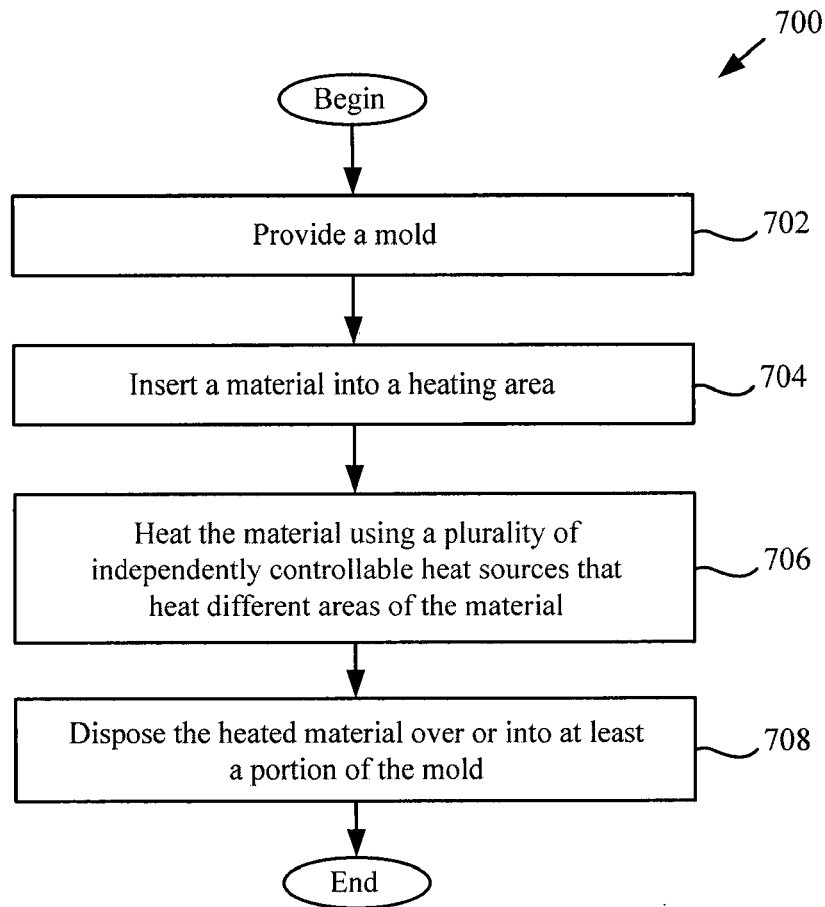 700
Begin
Provide a mold
702
Insert a material into a heating area
704
Heat the material using a plurality of
independently controllable heat sources that
heat different areas of the material
706
Dispose the heated material over or into at least
a portion of the mold
708
End